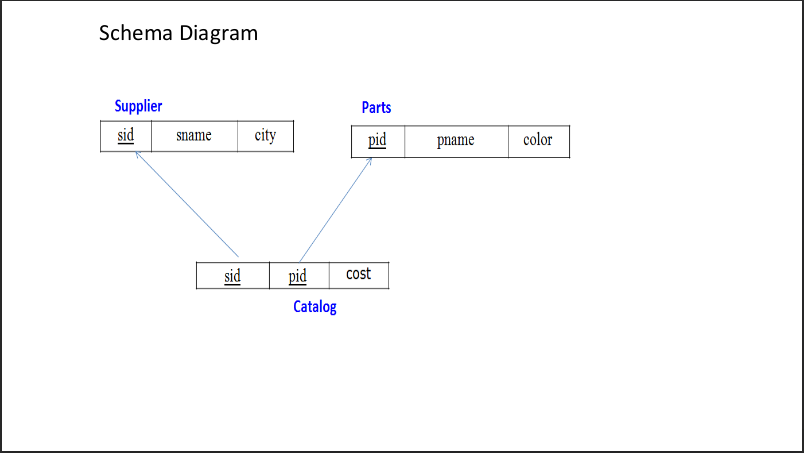 Schema Diagram
Supplier
sid sname city
Parts
pid pname color
sid pid cost
Catalog